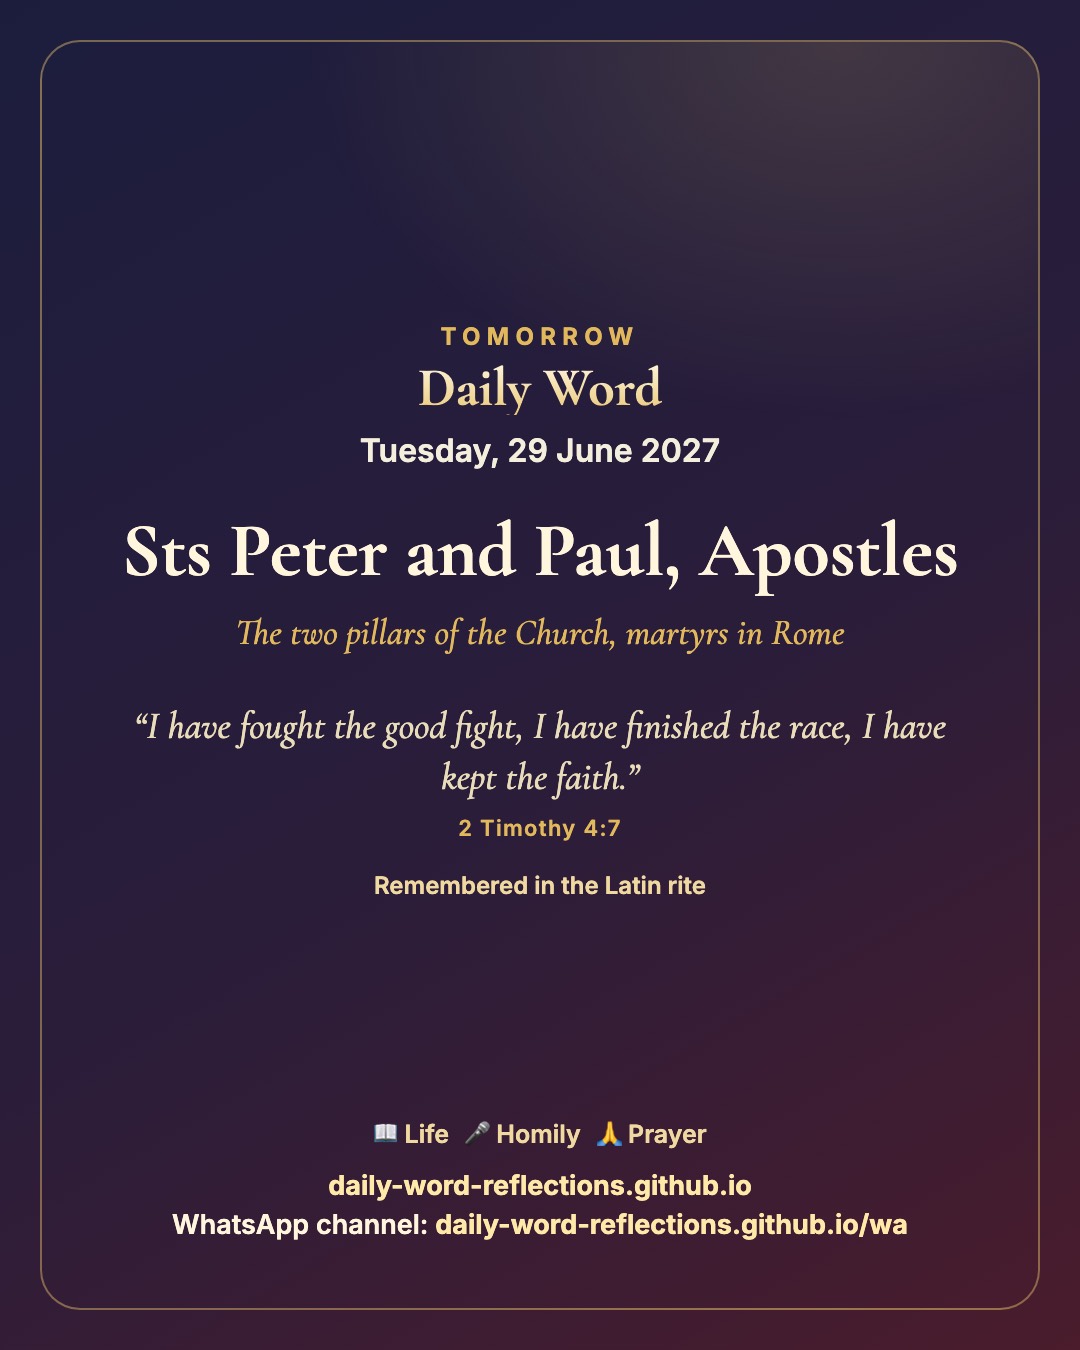 TOMORROW
Daily Word
Tuesday, 29 June 2027
Sts Peter and Paul, Apostles
The two pillars of the Church, martyrs in Rome
“I have fought the good fight, I have finished the race, I have
kept the faith.”
2 Timothy 4:7
Remembered in the Latin rite
📖 Life 🎤 Homily 🙏 Prayer
daily-word-reflections.github.io
WhatsApp channel: daily-word-reflections.github.io/wa